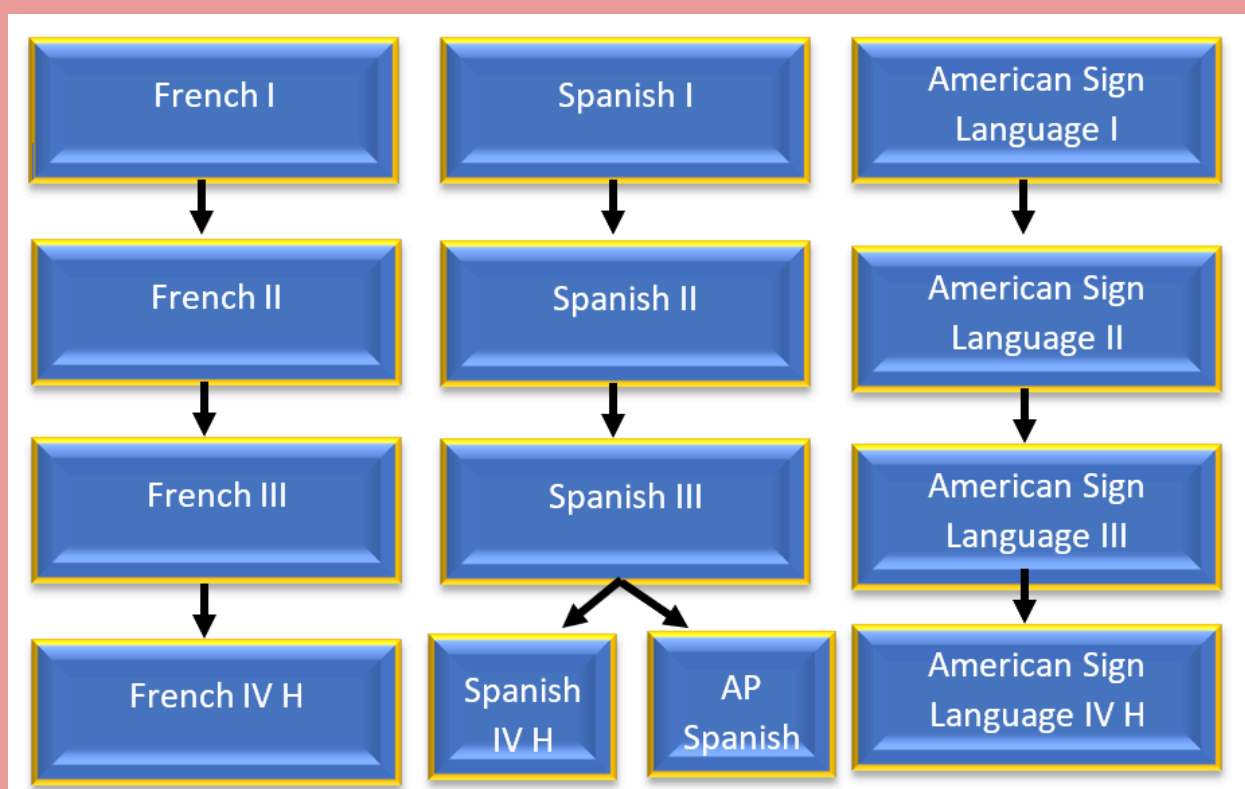 French I
Spanish I
American Sign
Language I
French II
Spanish II
American Sign
Language II
French III
Spanish III
American Sign
Language III
French IV H
Spanish
IV H
AP
Spanish
American Sign
Language IV H